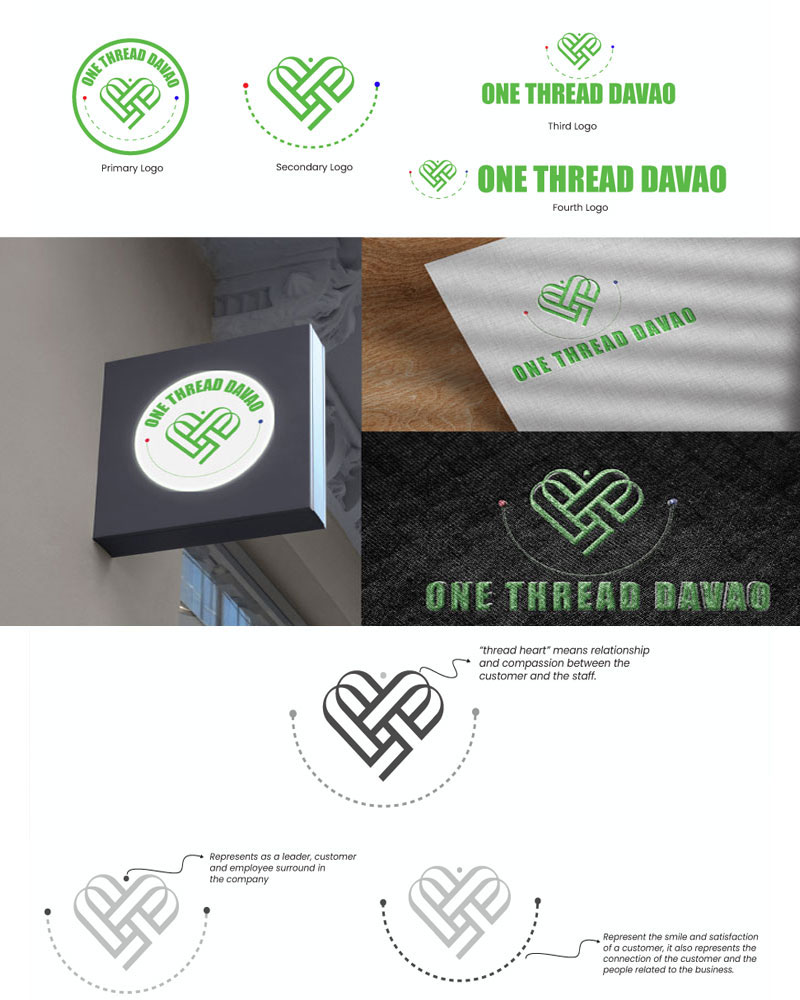 ONE THREAD DAVAO
Primary Logo
Secondary Logo
ONE THREAD DAVAO
Third Logo
ONE THREAD DAVAO
Fourth Logo
ONE THREAD DAVAO
ONE THREAD DAVAO
ONE THREAD DAVAO
“thread heart” means relationship
and compassion between the
customer and the staff.
Represents as a leader, customer
and employee surround in
the company
Represent the smile and satisfaction
of a customer, it also represents the
connection of the customer and the
people related to the business.